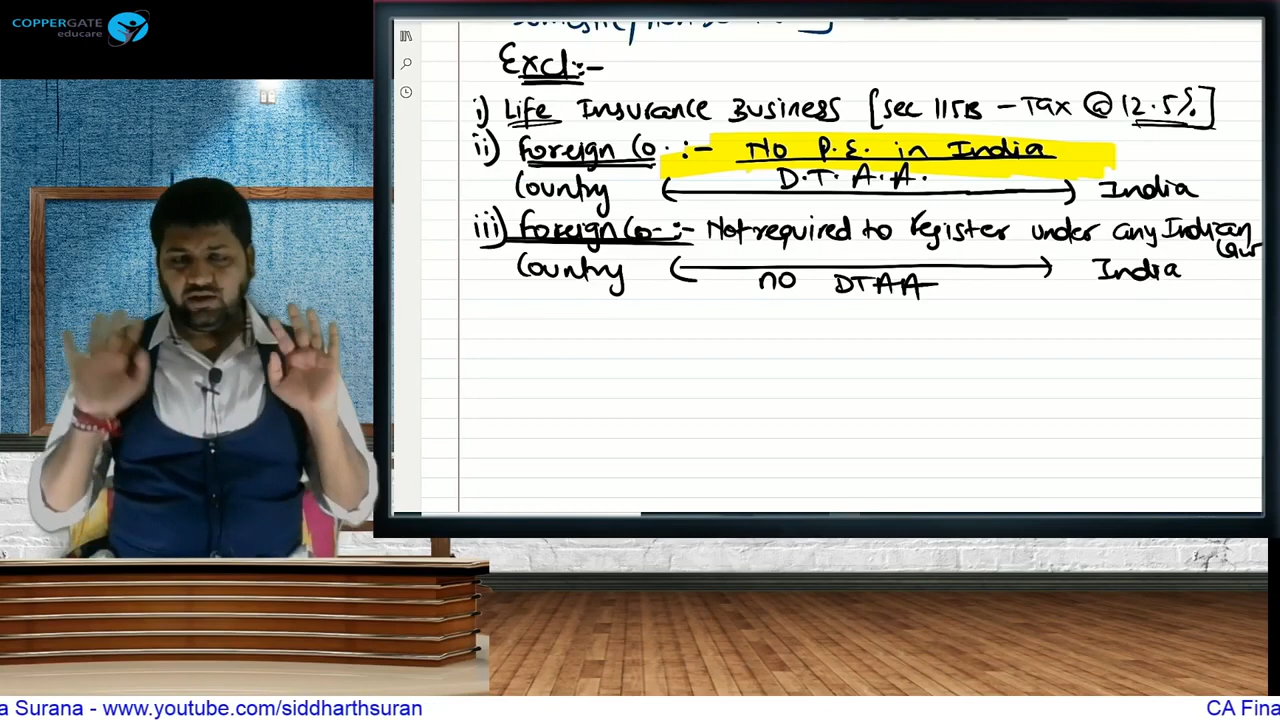 COPPERGATE
educare
Excl:-
i) Life Insurance Business [Sec 115B - Tax @ 12.5%]
ii) Foreign Co. :- No P.E. in India
Country D.T.A.A. India
iii) Foreign Co. :- Not required to register under any Indian
Country no DTAA India
a Surana - www.youtube.com/siddharthsuran
CA Fina